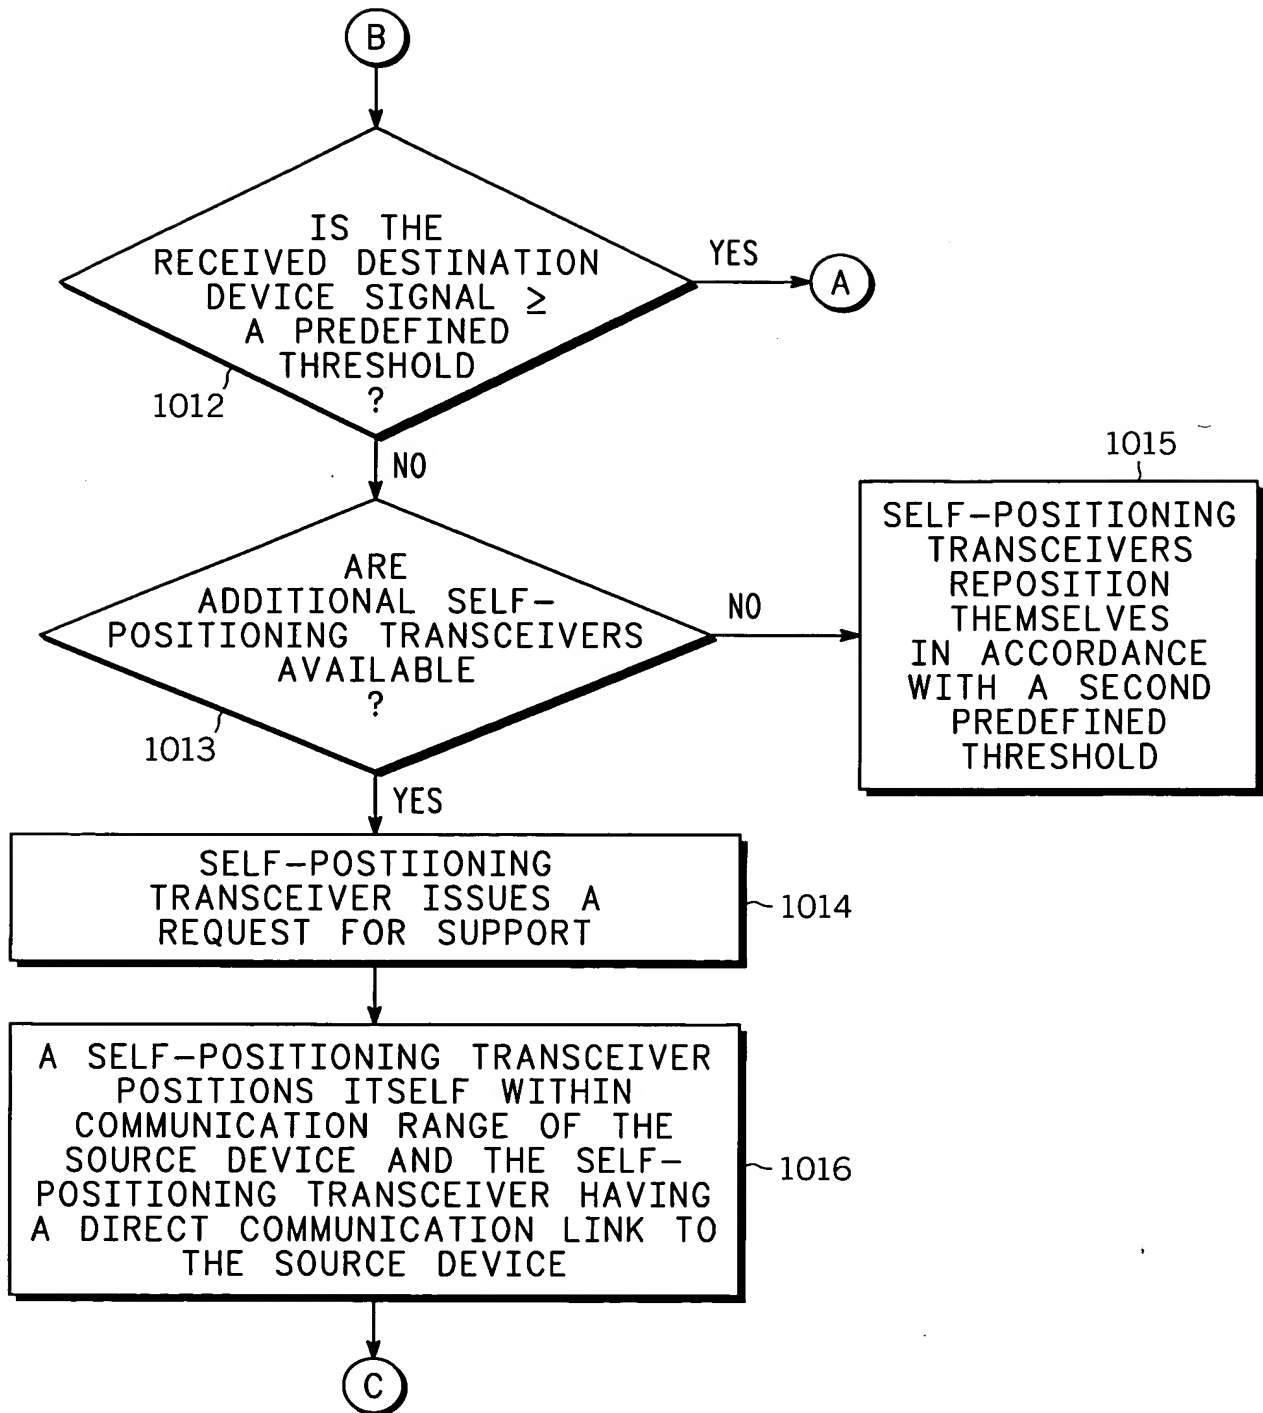 B
IS THE
RECEIVED DESTINATION
DEVICE SIGNAL ≥
A PREDEFINED
THRESHOLD
?
YES
A
1012
NO
1015
ARE
ADDITIONAL SELF-
POSITIONING TRANSCEIVERS
AVAILABLE
?
NO
1013
SELF-POSITIONING
TRANSCEIVERS
REPOSITION
THEMSELVES
IN ACCORDANCE
WITH A SECOND
PREDEFINED
THRESHOLD
YES
SELF-POSTIIONING
TRANSCEIVER ISSUES A
REQUEST FOR SUPPORT
1014
A SELF-POSITIONING TRANSCEIVER
POSITIONS ITSELF WITHIN
COMMUNICATION RANGE OF THE
SOURCE DEVICE AND THE SELF-
POSITIONING TRANSCEIVER HAVING
A DIRECT COMMUNICATION LINK TO
THE SOURCE DEVICE
1016
C